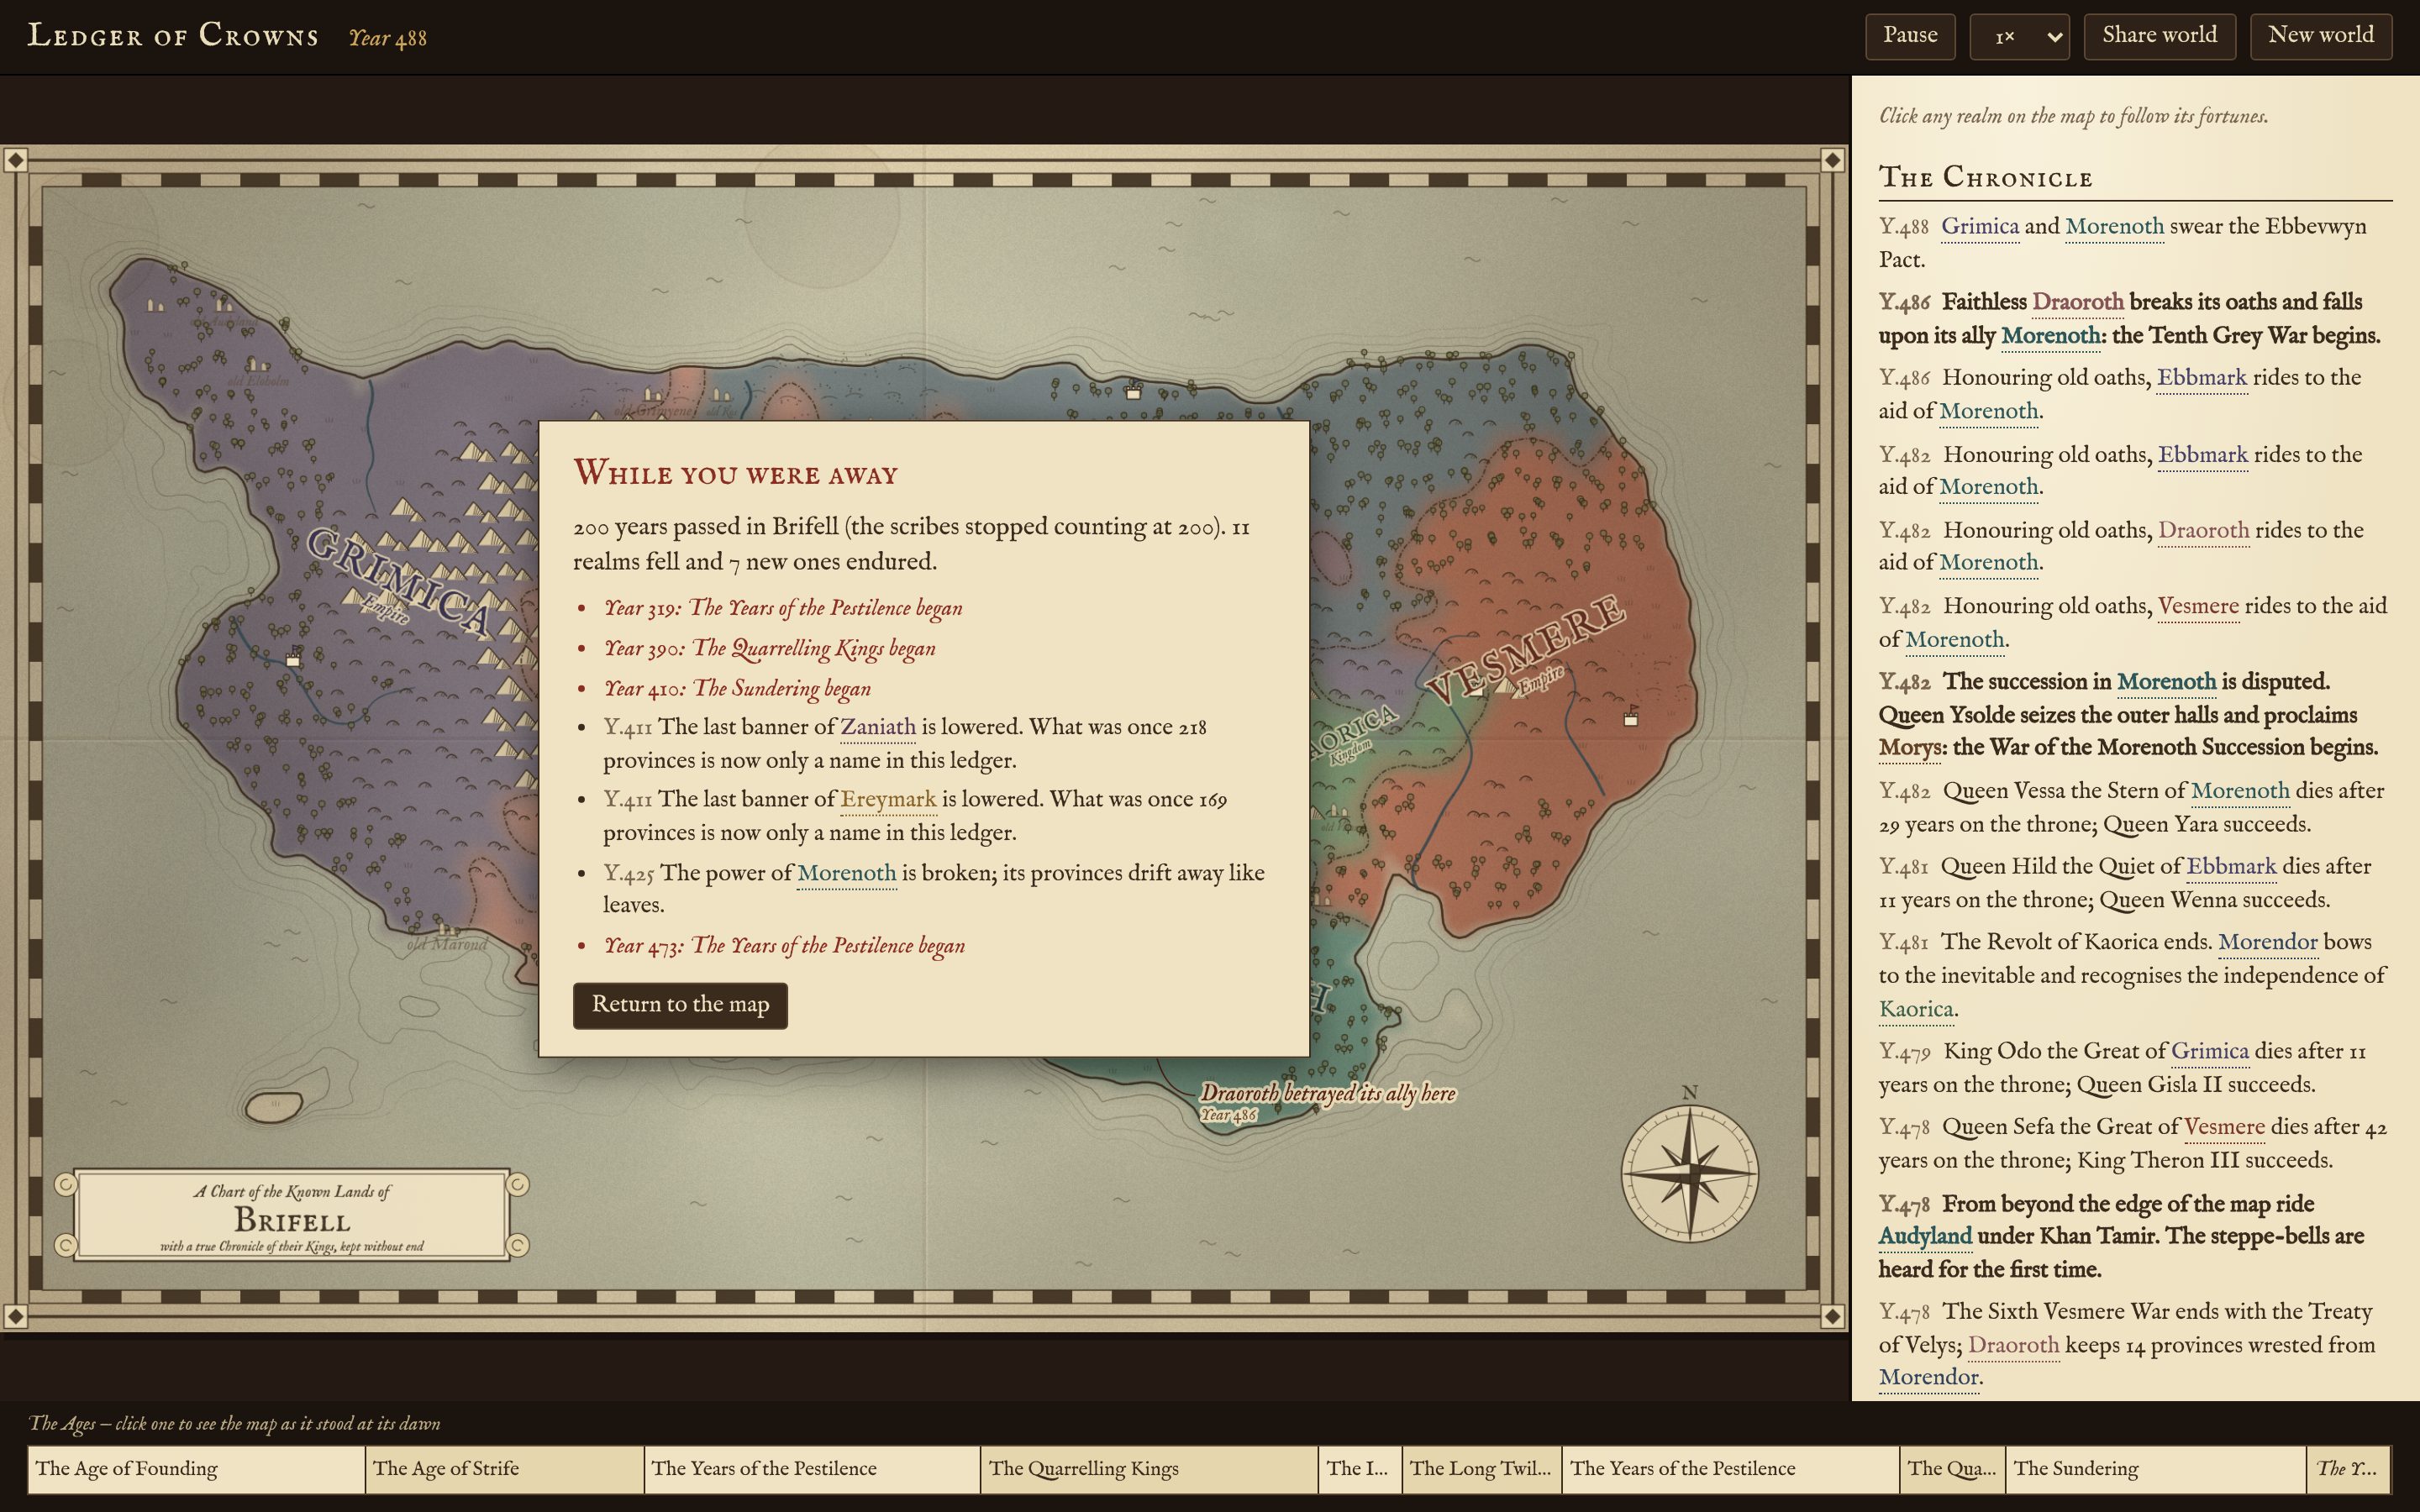 Ledger of Crowns Year 488 Pause 1× Share world New world
Click any realm on the map to follow its fortunes.
The Chronicle
Y.488 Grimica and Morenoth swear the Ebbevwyn
Pact.
Y.486 Faithless Draoroth breaks its oaths and falls
upon its ally Morenoth: the Tenth Grey War begins.
Y.486 Honouring old oaths, Ebbmark rides to the
aid of Morenoth.
Y.482 Honouring old oaths, Ebbmark rides to the
aid of Morenoth.
Y.482 Honouring old oaths, Draoroth rides to the
aid of Morenoth.
Y.482 Honouring old oaths, Vesmere rides to the aid
of Morenoth.
Y.482 The succession in Morenoth is disputed.
Queen Ysolde seizes the outer halls and proclaims
Morys: the War of the Morenoth Succession begins.
Y.482 Queen Vessa the Stern of Morenoth dies after
29 years on the throne; Queen Yara succeeds.
Y.481 Queen Hild the Quiet of Ebbmark dies after
11 years on the throne; Queen Wenna succeeds.
Y.481 The Revolt of Kaorica ends. Morendor bows
to the inevitable and recognises the independence of
Kaorica.
Y.479 King Odo the Great of Grimica dies after 11
years on the throne; Queen Gisla II succeeds.
Y.478 Queen Sefa the Great of Vesmere dies after 42
years on the throne; King Theron III succeeds.
Y.478 From beyond the edge of the map ride
Audyland under Khan Tamir. The steppe-bells are
heard for the first time.
Y.478 The Sixth Vesmere War ends with the Treaty
of Velys; Draoroth keeps 14 provinces wrested from
Morendor.
GRIMICA
Empire
VESMERE
Empire
AORICA
Kingdom
H
old Marond
While you were away
200 years passed in Brifell (the scribes stopped counting at 200). 11
realms fell and 7 new ones endured.
• Year 319: The Years of the Pestilence began
• Year 390: The Quarrelling Kings began
• Year 410: The Sundering began
• Y.411 The last banner of Zaniath is lowered. What was once 218
provinces is now only a name in this ledger.
• Y.411 The last banner of Ereymark is lowered. What was once 169
provinces is now only a name in this ledger.
• Y.425 The power of Morenoth is broken; its provinces drift away like
leaves.
• Year 473: The Years of the Pestilence began
Return to the map
Draoroth betrayed its ally here
Year 486
N
A Chart of the Known Lands of
Brifell
with a true Chronicle of their Kings, kept without end
The Ages – click one to see the map as it stood at its dawn
The Age of Founding The Age of Strife The Years of the Pestilence The Quarrelling Kings The I... The Long Twil... The Years of the Pestilence The Qua... The Sundering The Y...